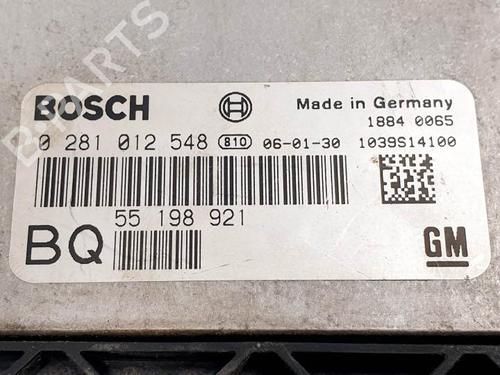 B-PARTS
BOSCH
Made in Germany
1884 0065
0 281 012 548 810 06-01-30 1039S14100
55 198 921
BQ
GM